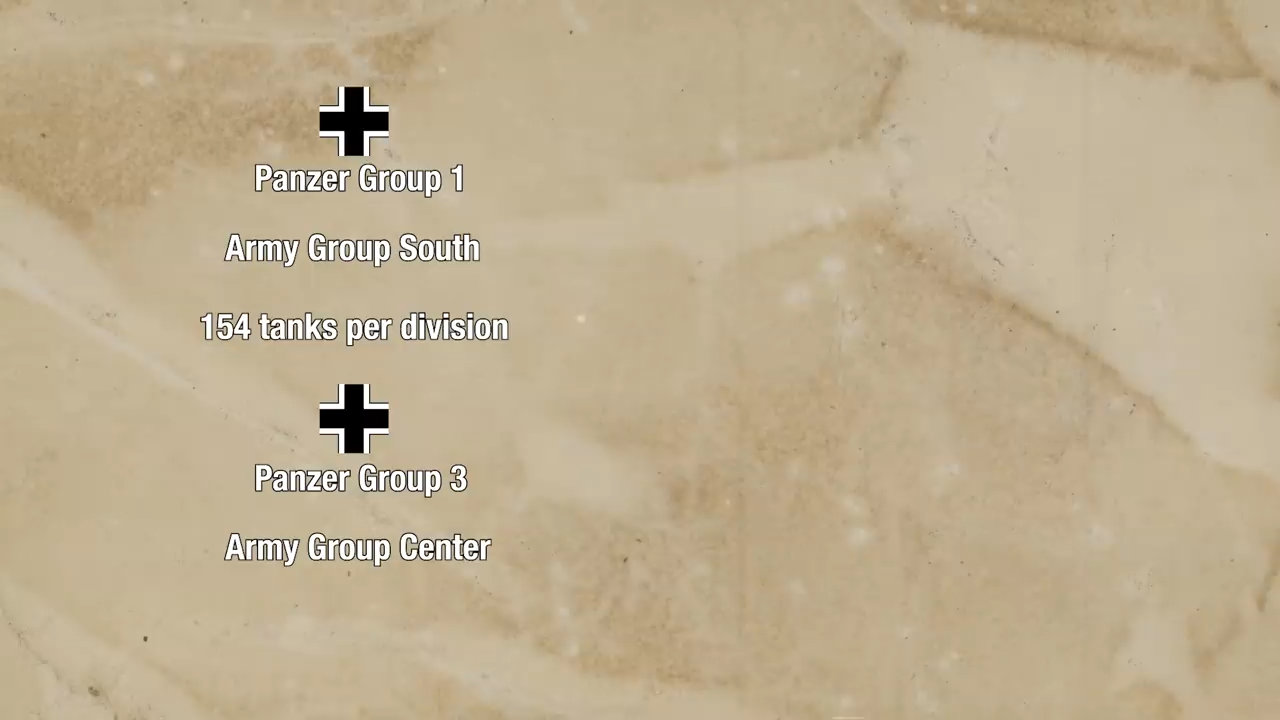 Panzer Group 1
Army Group South
154 tanks per division
Panzer Group 3
Army Group Center